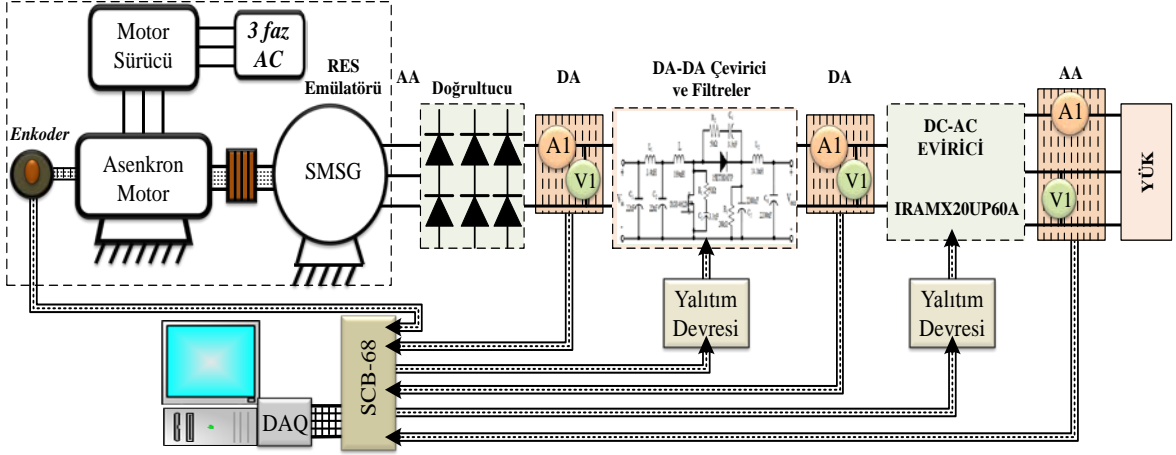 Motor
Sürücü
3 faz
AC
RES
Emülatörü
AA
Doğrultucu
DA
DA-DA Çevirici
ve Filtreler
DA
AA
Enkoder
Asenkron
Motor
SMSG
A1
V1
A1
V1
DC-AC
EVİRİCİ
IRAMX20UP60A
A1
V1
YÜK
Yalıtım
Devresi
Yalıtım
Devresi
SCB-68
DAQ